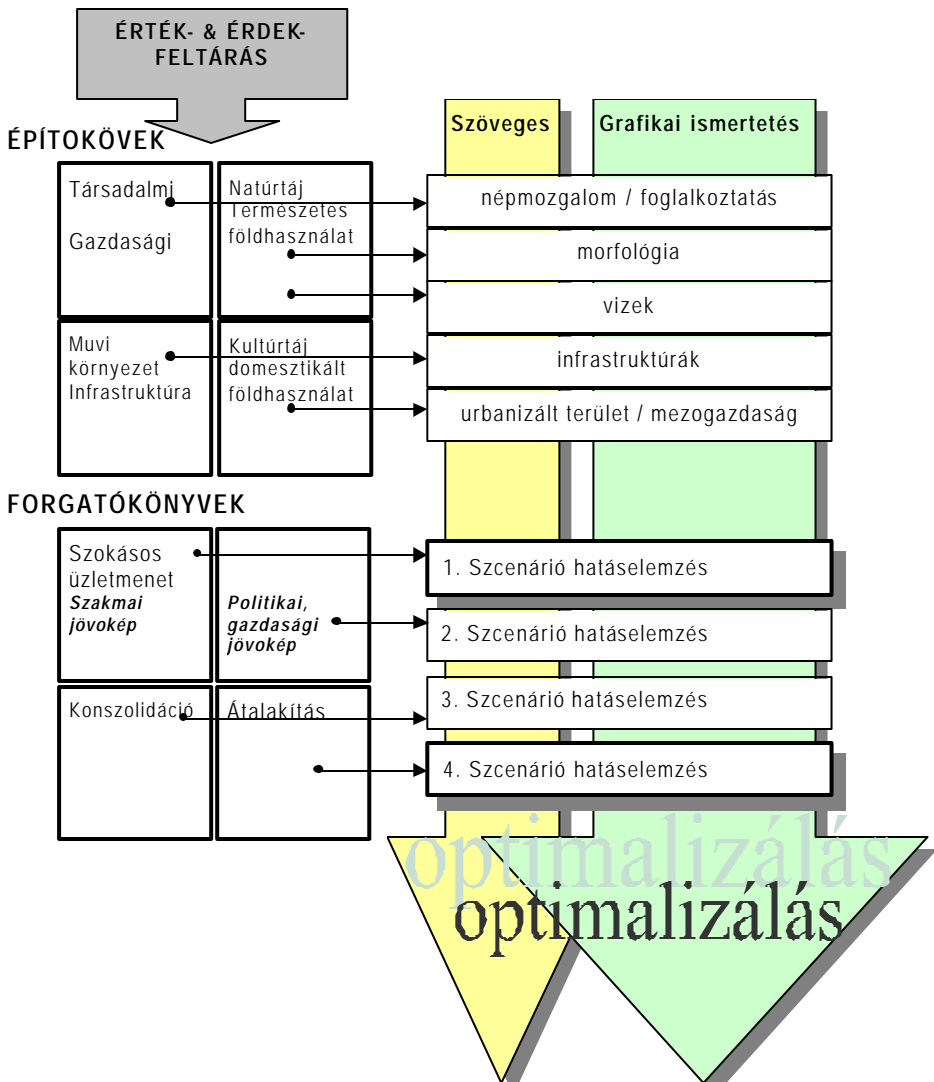 ÉRTÉK- & ÉRDEK-
FELTÁRÁS
Szöveges
Grafikai ismertetés
ÉPÍTOKÖVEK
Társadalmi
Gazdasági
Natúrtáj
Természetes
földhasználat
népmozgalom / foglalkoztatás
morfológia
vizek
Muvi
környezet
Infrastruktúra
Kultúrtáj
domesztikált
földhasználat
infrastruktúrák
urbanizált terület / mezogazdaság
FORGATÓKÖNYVEK
Szokásos
üzletmenet
Szakmai
jövokép
Politikai,
gazdasági
jövokép
1. Szcenárió hatáselemzés
2. Szcenárió hatáselemzés
Konszolidáció
Átalakítás
3. Szcenárió hatáselemzés
4. Szcenárió hatáselemzés
optimalizálás
optimalizálás